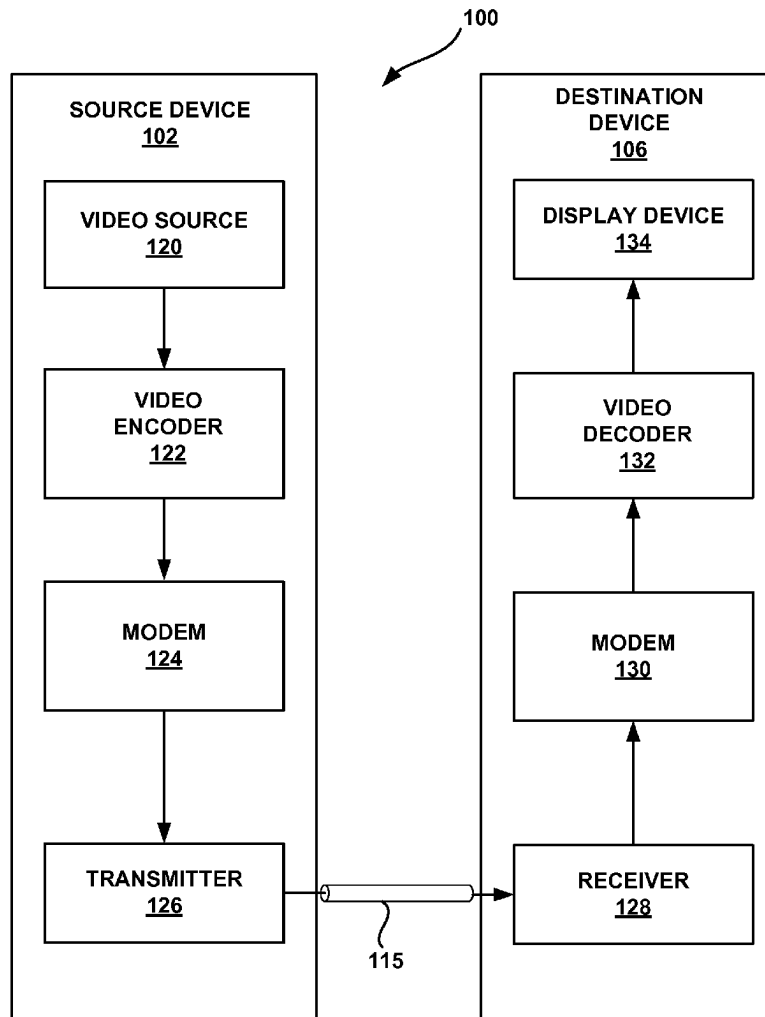 100
SOURCE DEVICE
102
VIDEO SOURCE
120
VIDEO
ENCODER
122
MODEM
124
TRANSMITTER
126
115
DESTINATION
DEVICE
106
DISPLAY DEVICE
134
VIDEO
DECODER
132
MODEM
130
RECEIVER
128